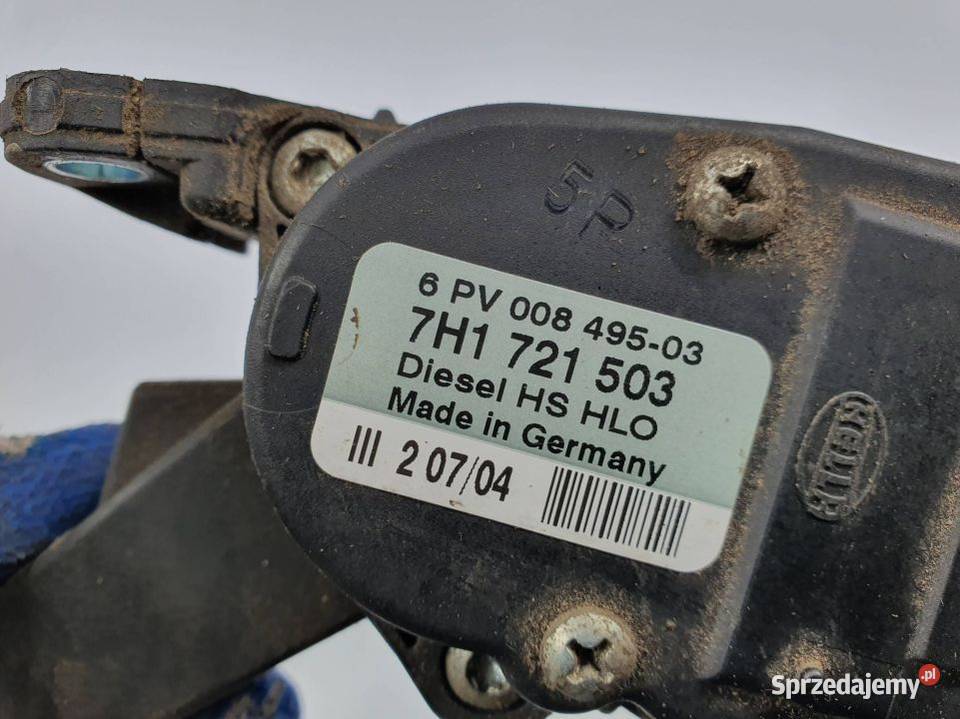 5P
6 PV 008 495-03
7H1 721 503
Diesel HS HLO
Made in Germany
III 2 07/04
HELLA
Sprzedajemy.pl